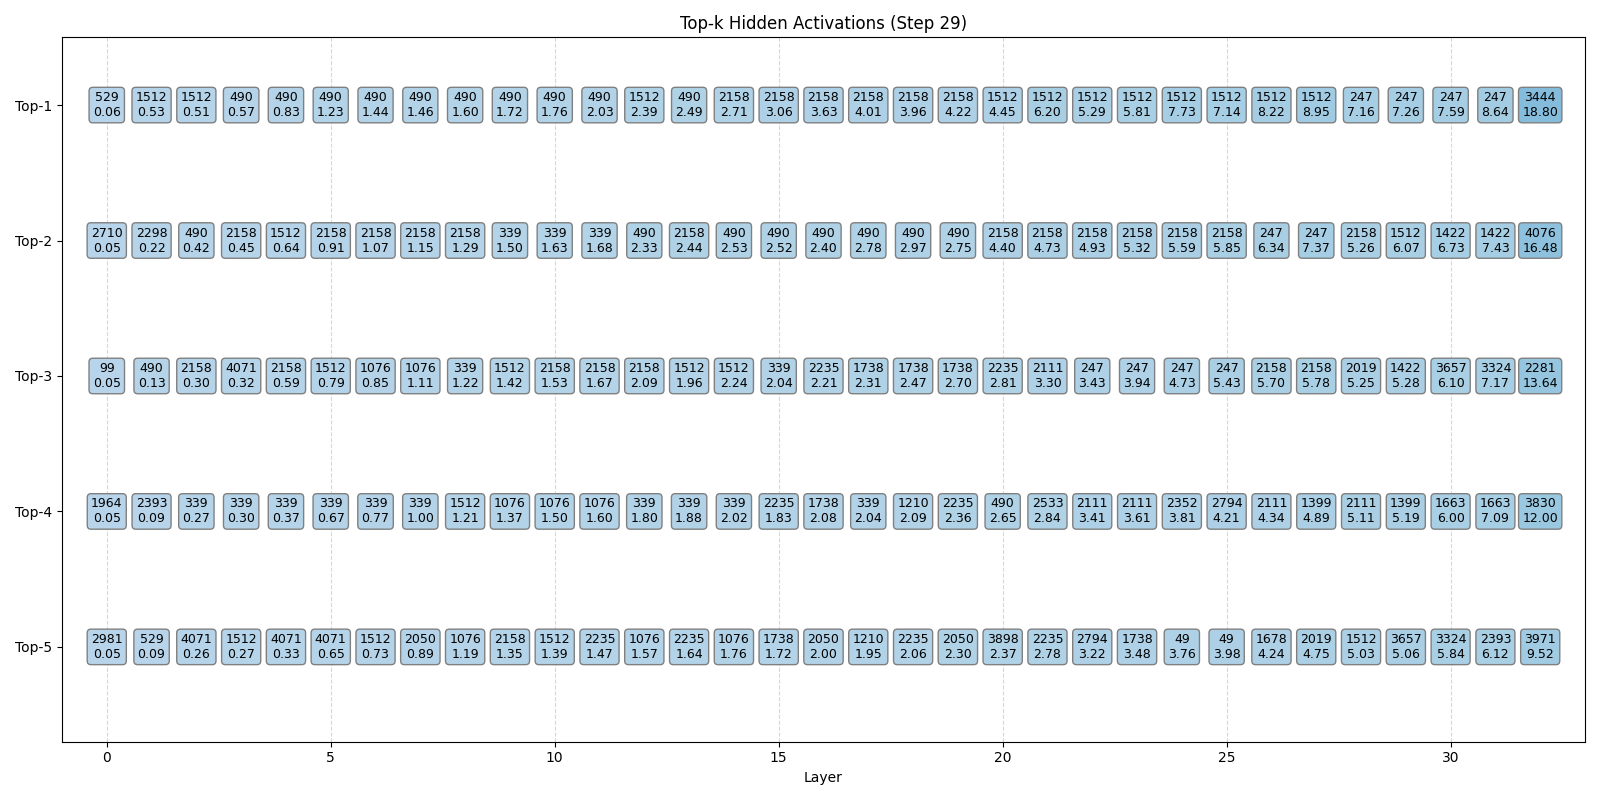 Top-k Hidden Activations (Step 29)
Top-1
529 1512 1512 490 490 490 490 490 490 490 490 490 1512 490 2158 2158 2158 2158 2158 2158 1512 1512 1512 1512 1512 1512 1512 1512 247 247 247 247 3444
0.06 0.53 0.51 0.57 0.83 1.23 1.44 1.46 1.60 1.72 1.76 2.03 2.39 2.49 2.71 3.06 3.63 4.01 3.96 4.22 4.45 6.20 5.29 5.81 7.73 7.14 8.22 8.95 7.16 7.26 7.59 8.64 18.80
Top-2
2710 2298 490 2158 1512 2158 2158 2158 2158 339 339 339 490 2158 490 490 490 490 490 490 2158 2158 2158 2158 2158 2158 247 247 2158 1512 1422 1422 4076
0.05 0.22 0.42 0.45 0.64 0.91 1.07 1.15 1.29 1.50 1.63 1.68 2.33 2.44 2.53 2.52 2.40 2.78 2.97 2.75 4.40 4.73 4.93 5.32 5.59 5.85 6.34 7.37 5.26 6.07 6.73 7.43 16.48
Top-3
99 490 2158 4071 2158 1512 1076 1076 339 1512 2158 2158 2158 1512 1512 339 2235 1738 1738 1738 2235 2111 247 247 247 247 2158 2158 2019 1422 3657 3324 2281
0.05 0.13 0.30 0.32 0.59 0.79 0.85 1.11 1.22 1.42 1.53 1.67 2.09 1.96 2.24 2.04 2.21 2.31 2.47 2.70 2.81 3.30 3.43 3.94 4.73 5.43 5.70 5.78 5.25 5.28 6.10 7.17 13.64
Top-4
1964 2393 339 339 339 339 339 339 1512 1076 1076 1076 339 339 339 2235 1738 339 1210 2235 490 2533 2111 2111 2352 2794 2111 1399 2111 1399 1663 1663 3830
0.05 0.09 0.27 0.30 0.37 0.67 0.77 1.00 1.21 1.37 1.50 1.60 1.80 1.88 2.02 1.83 2.08 2.04 2.09 2.36 2.65 2.84 3.41 3.61 3.81 4.21 4.34 4.89 5.11 5.19 6.00 7.09 12.00
Top-5
2981 529 4071 1512 4071 4071 1512 2050 1076 2158 1512 2235 1076 2235 1076 1738 2050 1210 2235 2050 3898 2235 2794 1738 49 49 1678 2019 1512 3657 3324 2393 3971
0.05 0.09 0.26 0.27 0.33 0.65 0.73 0.89 1.19 1.35 1.39 1.47 1.57 1.64 1.76 1.72 2.00 1.95 2.06 2.30 2.37 2.78 3.22 3.48 3.76 3.98 4.24 4.75 5.03 5.06 5.84 6.12 9.52
0 5 10 15 20 25 30
Layer